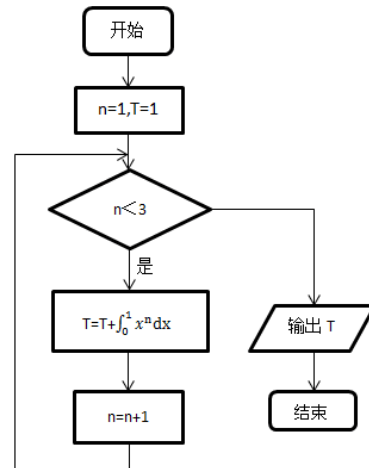 开始
n=1,T=1
n＜3
是
T=T+∫₀¹ xⁿdx
输出 T
n=n+1
结束